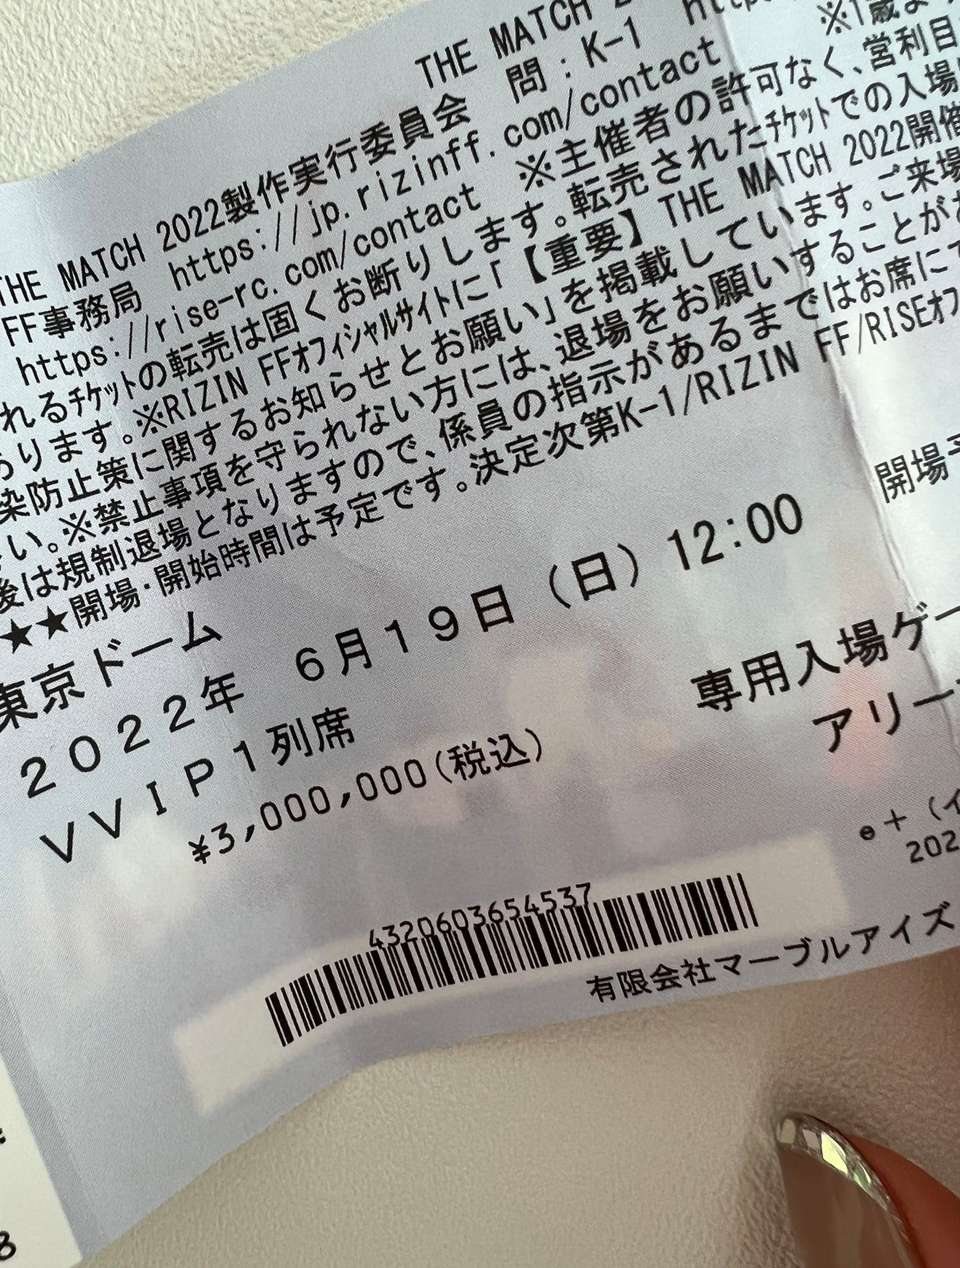 THE MATCH 2
THE MATCH 2022製作実行委員会 問：K-1
FF事務局 https://jp.rizinff.com/contact ※1歳
https://rise-rc.com/contact ※主催者の許可なく、営利目
れるチケットの転売は固くお断りします。転売されたチケットでの入場
ります。※RIZIN FFオフィシャルサイトに「【重要】THE MATCH 2022開催
染防止策に関するお知らせとお願い」を掲載しています。ご来場
い。※禁止事項を守られない方には、退場をお願いすることが
後は規制退場となりますので、係員の指示があるまではお席に
★★開場・開始時間は予定です。決定次第K-1/RIZIN FF/RISEオフ
東京ドーム
2022年 6月19日（日）12:00 開場
VVIP1列席
¥3,000,000(税込)
専用入場ゲー
アリー
e+（イ
202
4320603654537
有限会社マーブルアイズ
8